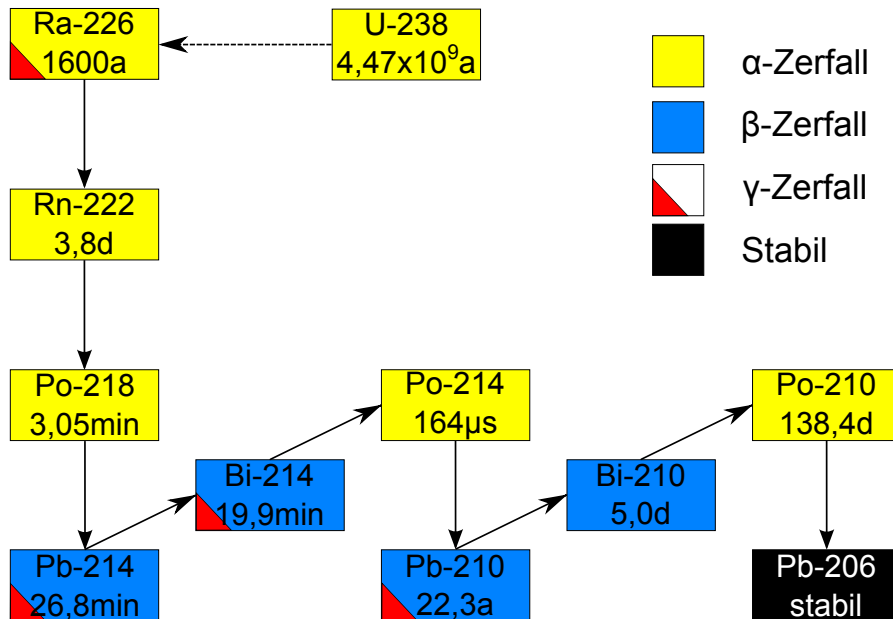 Ra-226
1600a
U-238
4,47x10⁹a
α-Zerfall
β-Zerfall
γ-Zerfall
Stabil
Rn-222
3,8d
Po-218
3,05min
Po-214
164µs
Po-210
138,4d
Bi-214
19,9min
Bi-210
5,0d
Pb-214
26,8min
Pb-210
22,3a
Pb-206
stabil